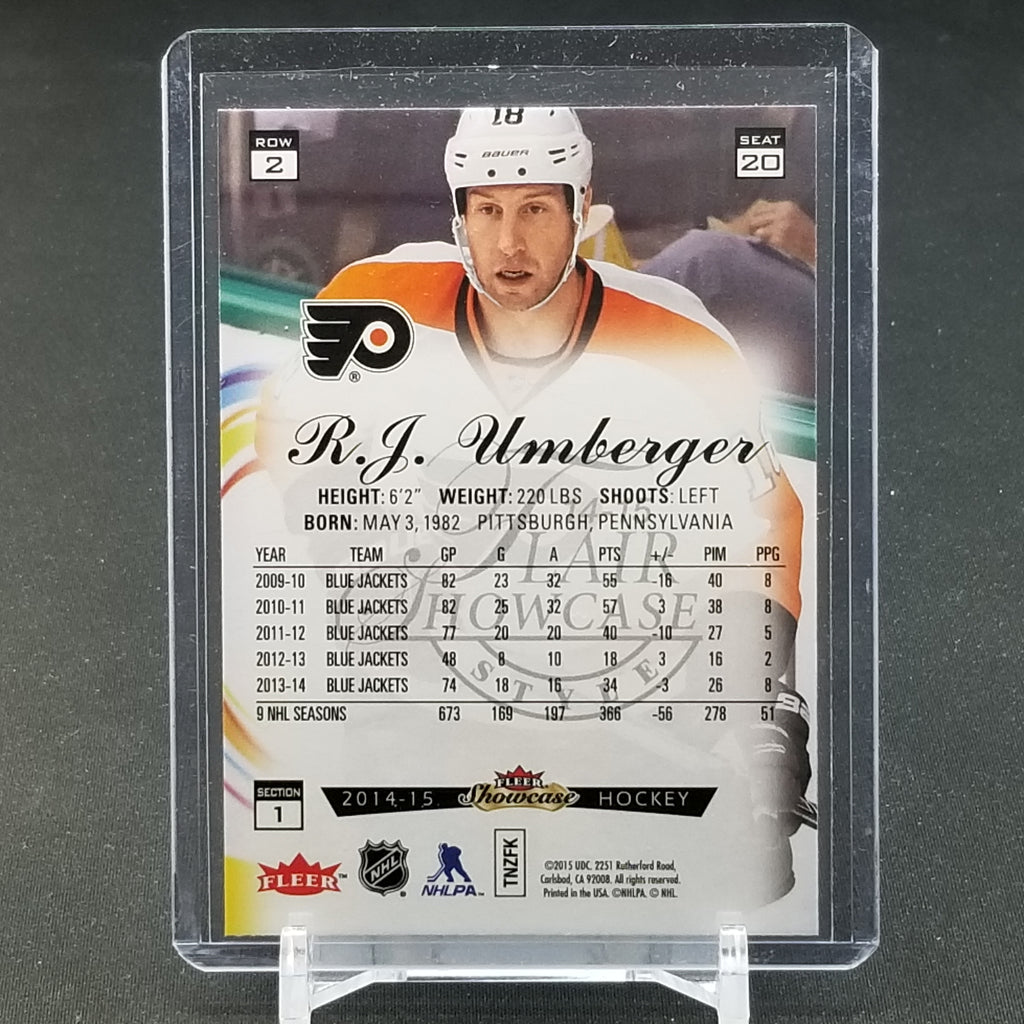 18
BAUER
ROW
2
SEAT
20
®
R.J. Umberger
HEIGHT: 6'2" WEIGHT: 220 LBS SHOOTS: LEFT
BORN: MAY 3, 1982 PITTSBURGH, PENNSYLVANIA
14-15
FLAIR
SHOWCASE
STYLE
YEAR TEAM GP G A PTS +/- PIM PPG
2009-10 BLUE JACKETS 82 23 32 55 -16 40 8
2010-11 BLUE JACKETS 82 25 32 57 3 38 8
2011-12 BLUE JACKETS 77 20 20 40 -10 27 5
2012-13 BLUE JACKETS 48 8 10 18 3 16 2
2013-14 BLUE JACKETS 74 18 16 34 -3 26 8
9 NHL SEASONS 673 169 197 366 -56 278 51
SECTION
1
2014-15 FLEER Showcase HOCKEY
FLEER™
NHL ®
NHLPA™
TNZFK
©2015 UDC. 2251 Rutherford Road,
Carlsbad, CA 92008. All rights reserved.
Printed in the USA. ©NHLPA. © NHL.